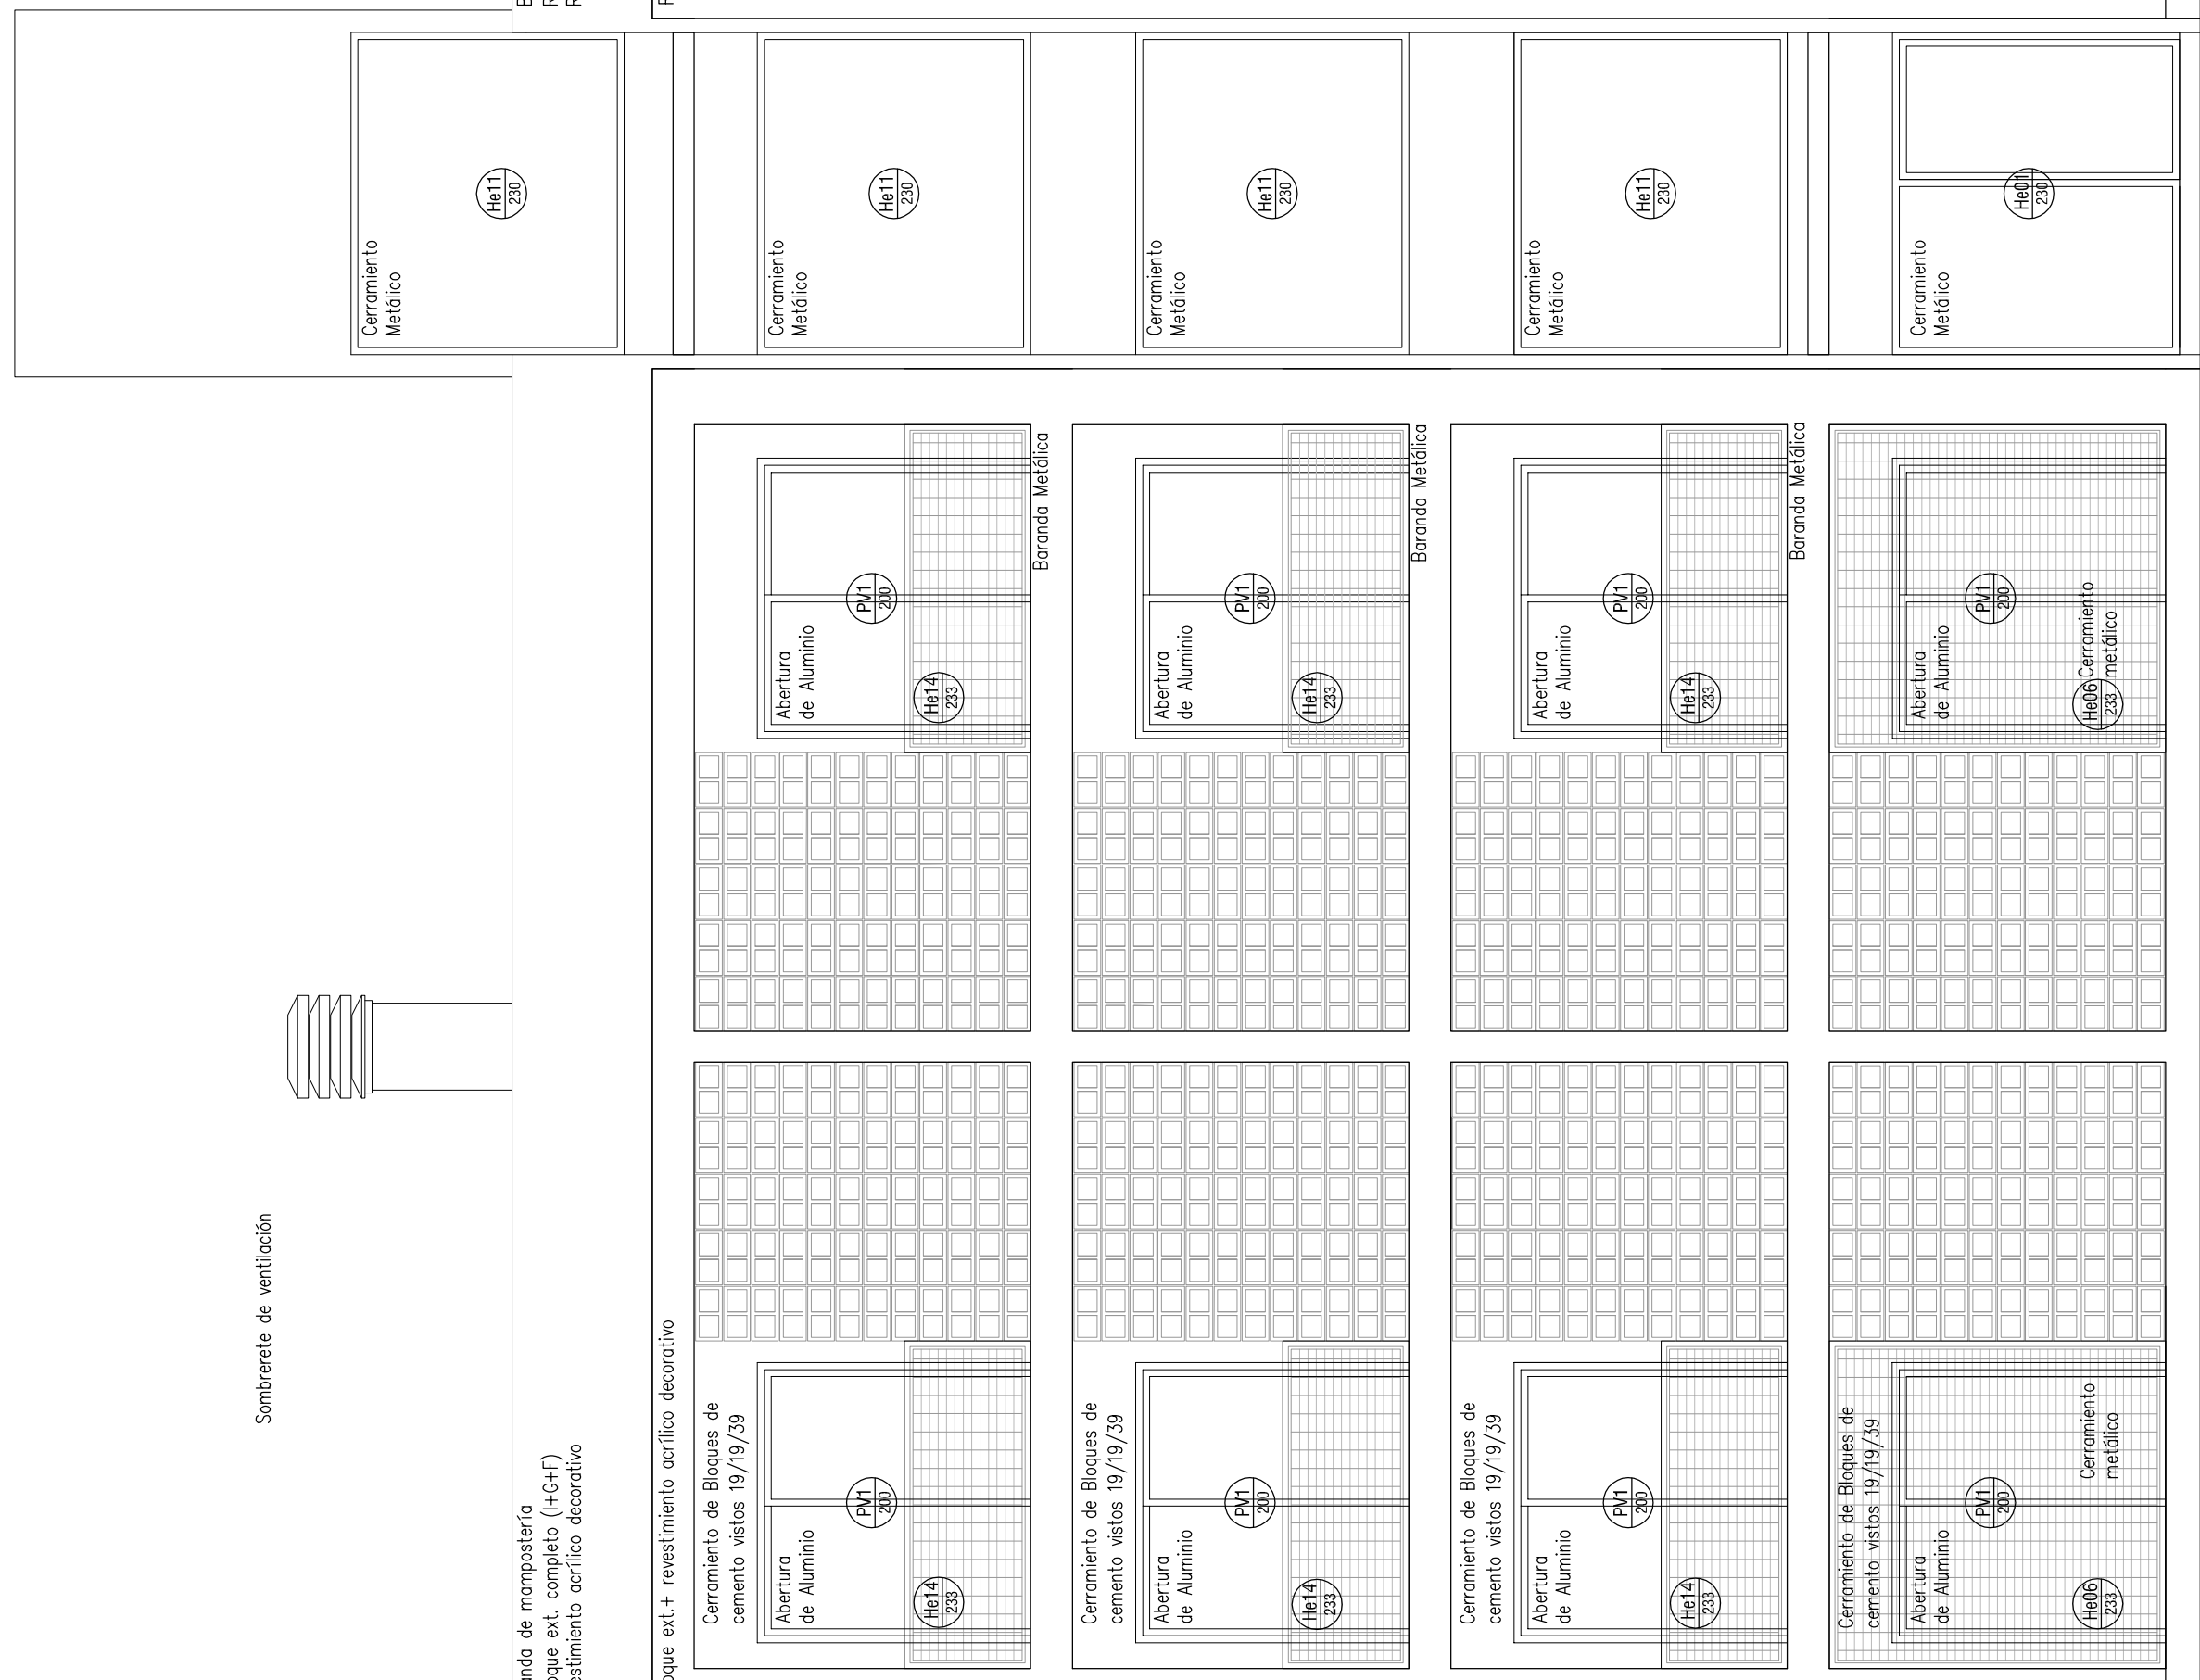 Sombrerete de ventilación
anda de mampostería
oque ext. completo (I+G+F)
estimiento acrílico decorativo
Cerramiento
Metálico
He11
230
oque ext.+ revestimiento acrílico decorativo
Cerramiento de Bloques de
cemento vistos 19/19/39
Abertura
de Aluminio
PV1
200
He14
233
Abertura
de Aluminio
PV1
200
He14
233
Baranda Metálica
Cerramiento
Metálico
He11
230
Cerramiento de Bloques de
cemento vistos 19/19/39
Abertura
de Aluminio
PV1
200
He14
233
Abertura
de Aluminio
PV1
200
He14
233
Baranda Metálica
Cerramiento
Metálico
He11
230
Cerramiento de Bloques de
cemento vistos 19/19/39
Abertura
de Aluminio
PV1
200
He14
233
Abertura
de Aluminio
PV1
200
He14
233
Baranda Metálica
Cerramiento
Metálico
He11
230
Cerramiento de Bloques de
cemento vistos 19/19/39
Abertura
de Aluminio
PV1
200
He06
233
Cerramiento
metálico
Abertura
de Aluminio
PV1
200
He06
233
Cerramiento
metálico
Cerramiento
Metálico
He01
230